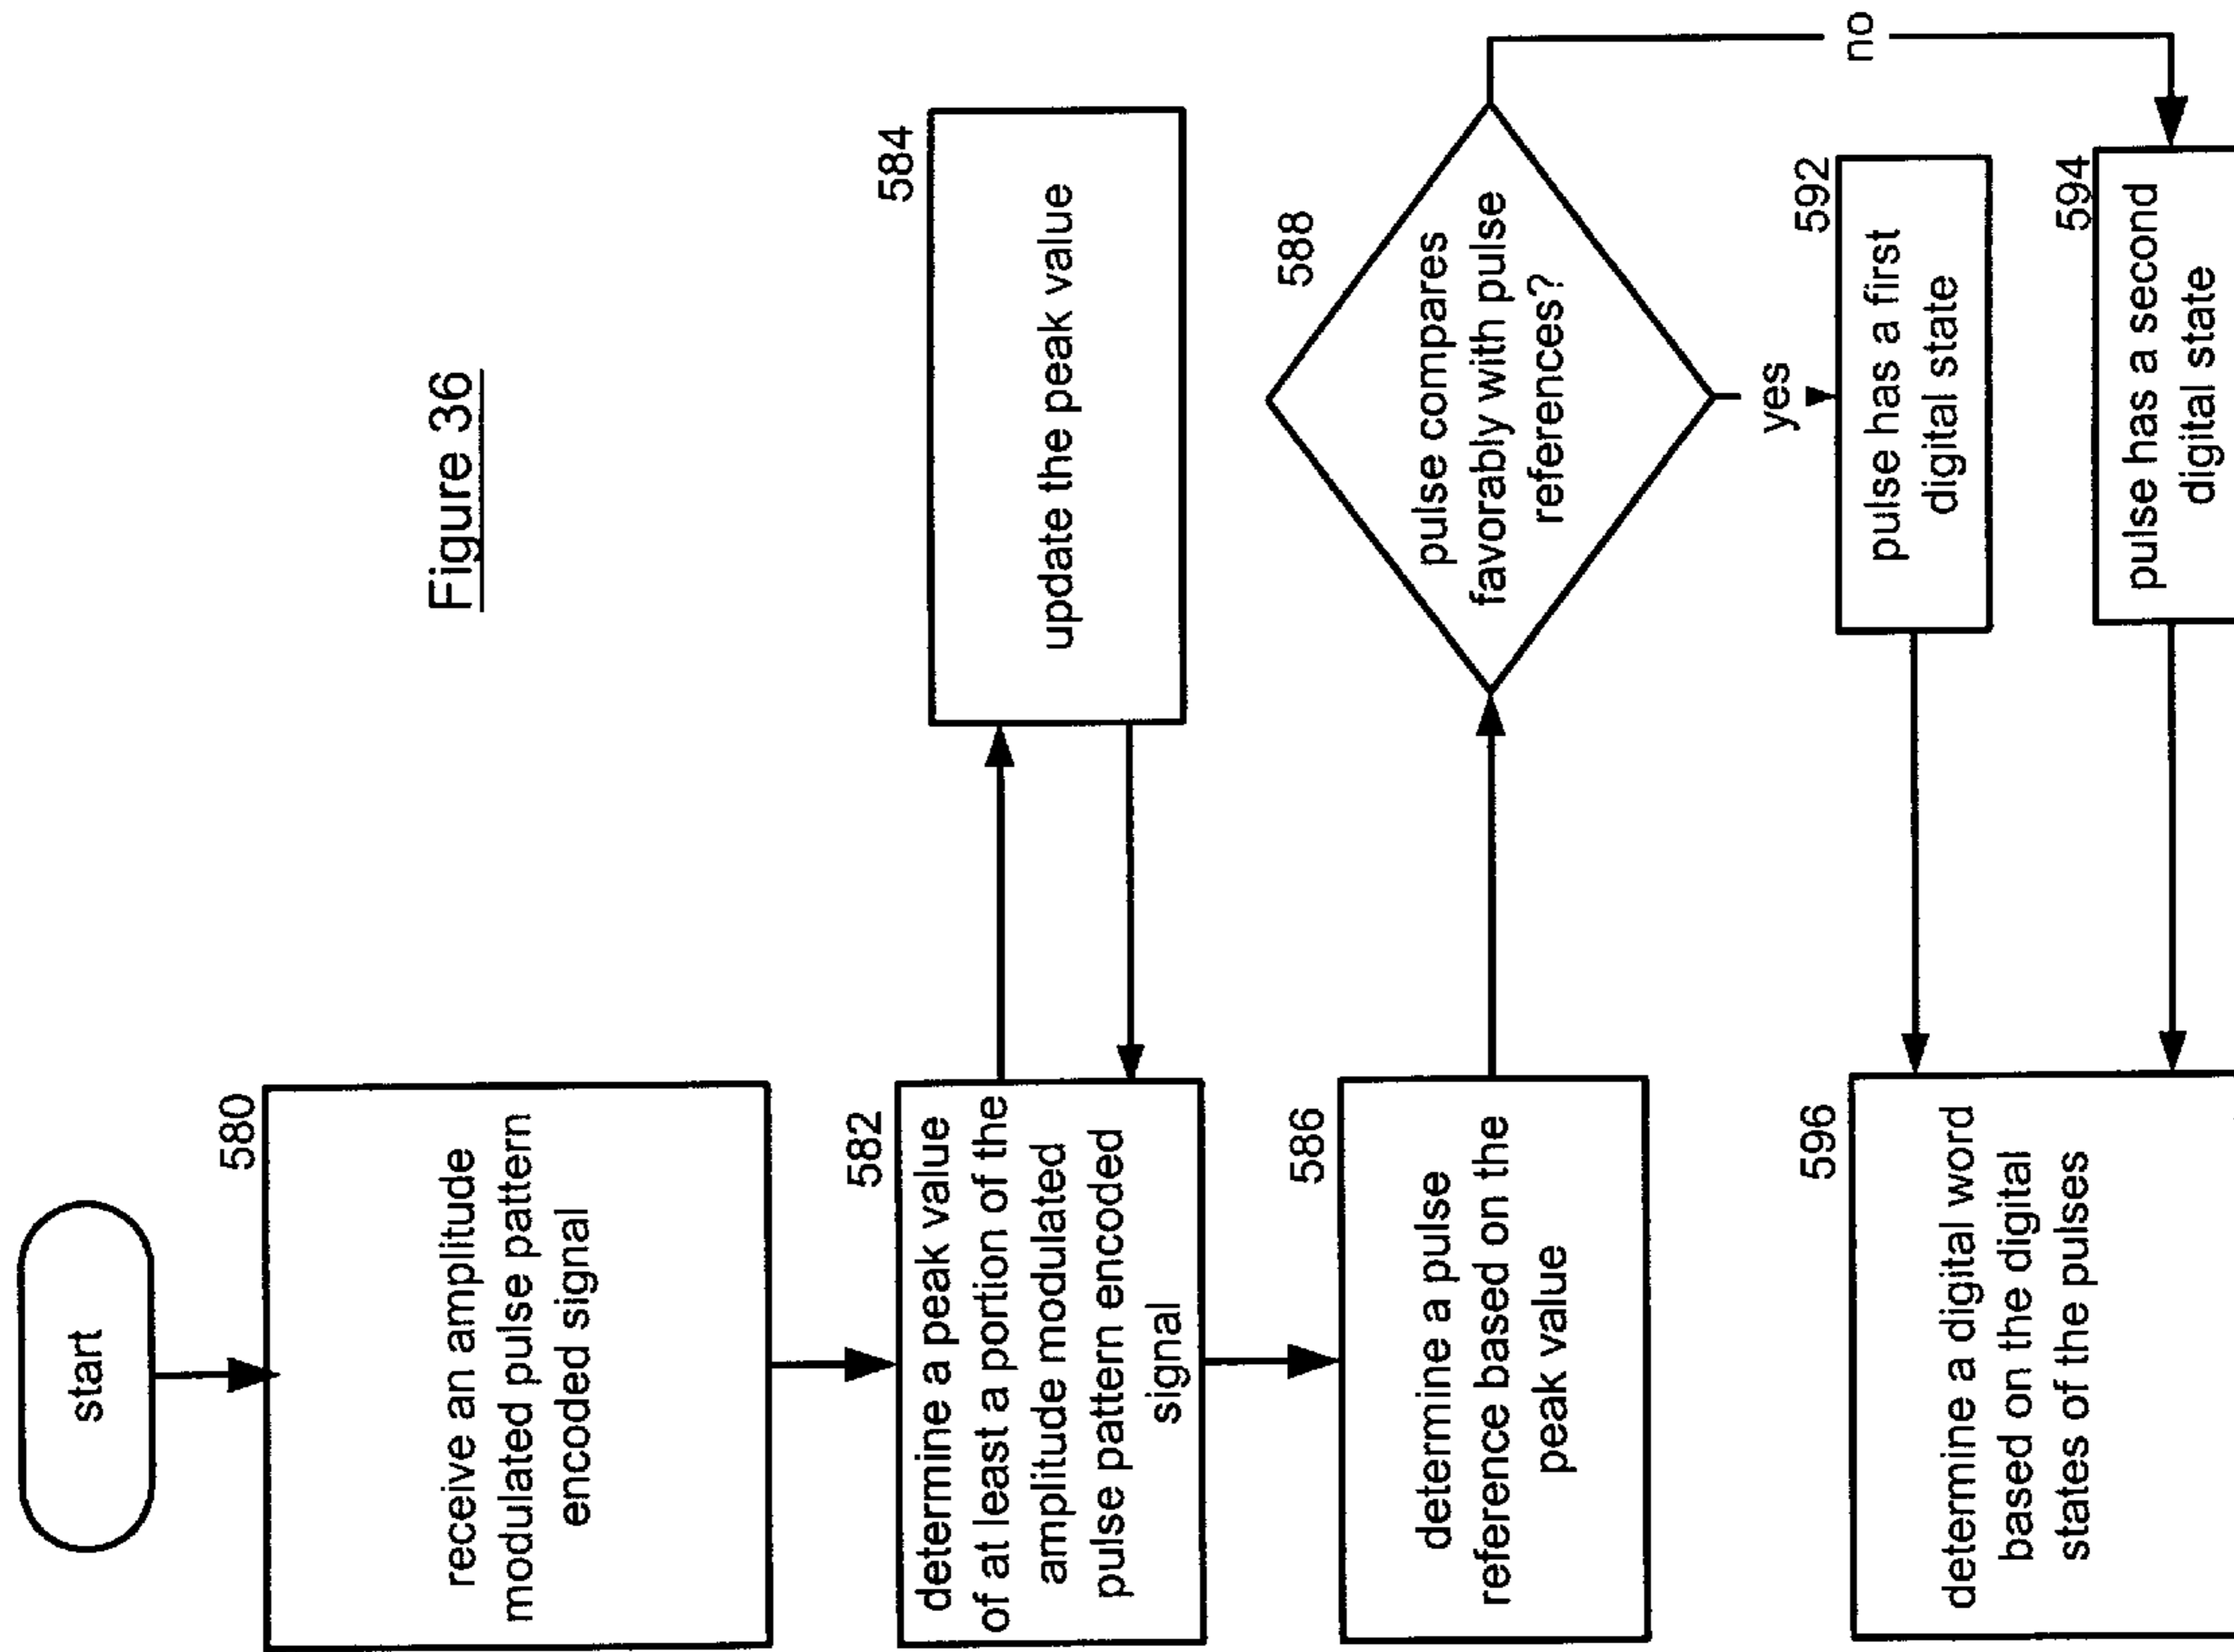 Figure 36
start
580
receive an amplitude
modulated pulse pattern
encoded signal
582
determine a peak value
of at least a portion of the
amplitude modulated
pulse pattern encoded
signal
584
update the peak value
586
determine a pulse
reference based on the
peak value
588
pulse compares
favorably with pulse
references?
yes
no
592
pulse has a first
digital state
594
pulse has a second
digital state
596
determine a digital word
based on the digital
states of the pulses